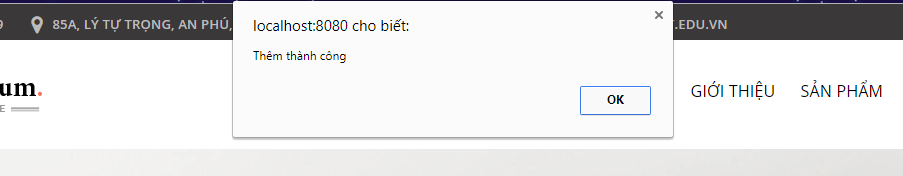 localhost:8080 cho biết:
Thêm thành công
OK
9 85A, LÝ TỰ TRỌNG, AN PHÚ, .EDU.VN
um.
E
GIỚI THIỆU SẢN PHẨM